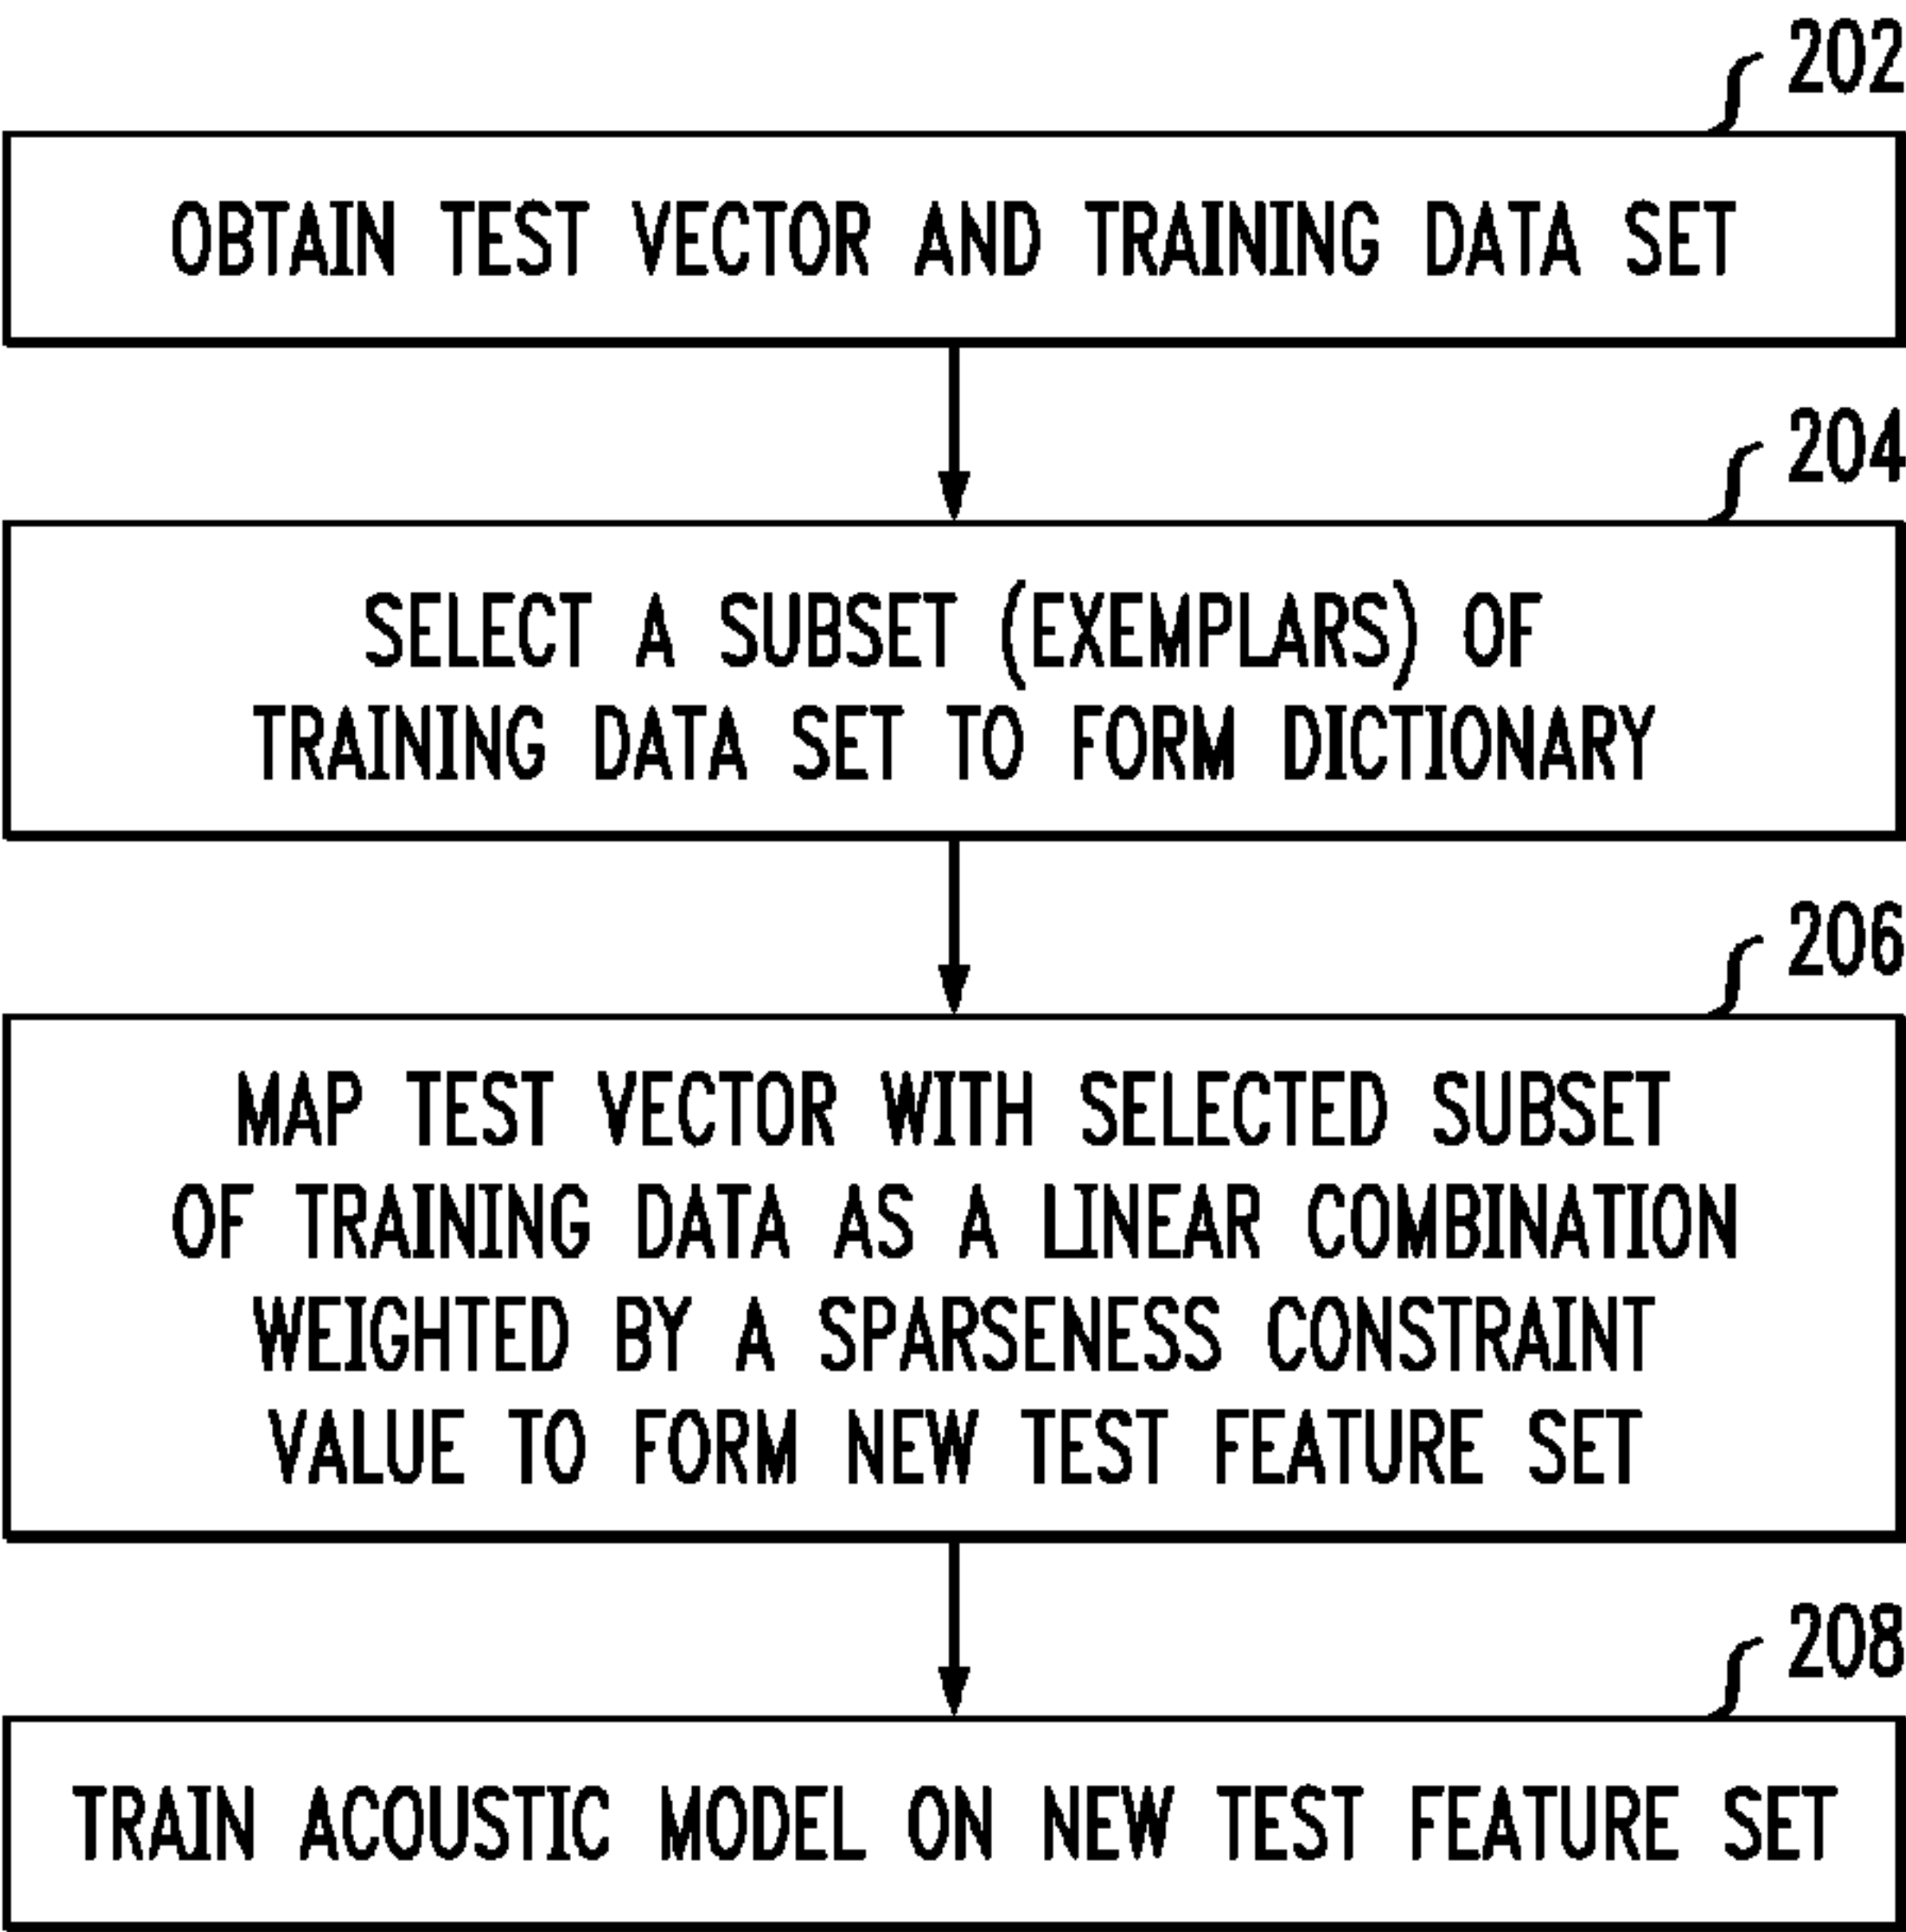 202
OBTAIN TEST VECTOR AND TRAINING DATA SET
204
SELECT A SUBSET (EXEMPLARS) OF
TRAINING DATA SET TO FORM DICTIONARY
206
MAP TEST VECTOR WITH SELECTED SUBSET
OF TRAINING DATA AS A LINEAR COMBINATION
WEIGHTED BY A SPARSENESS CONSTRAINT
VALUE TO FORM NEW TEST FEATURE SET
208
TRAIN ACOUSTIC MODEL ON NEW TEST FEATURE SET